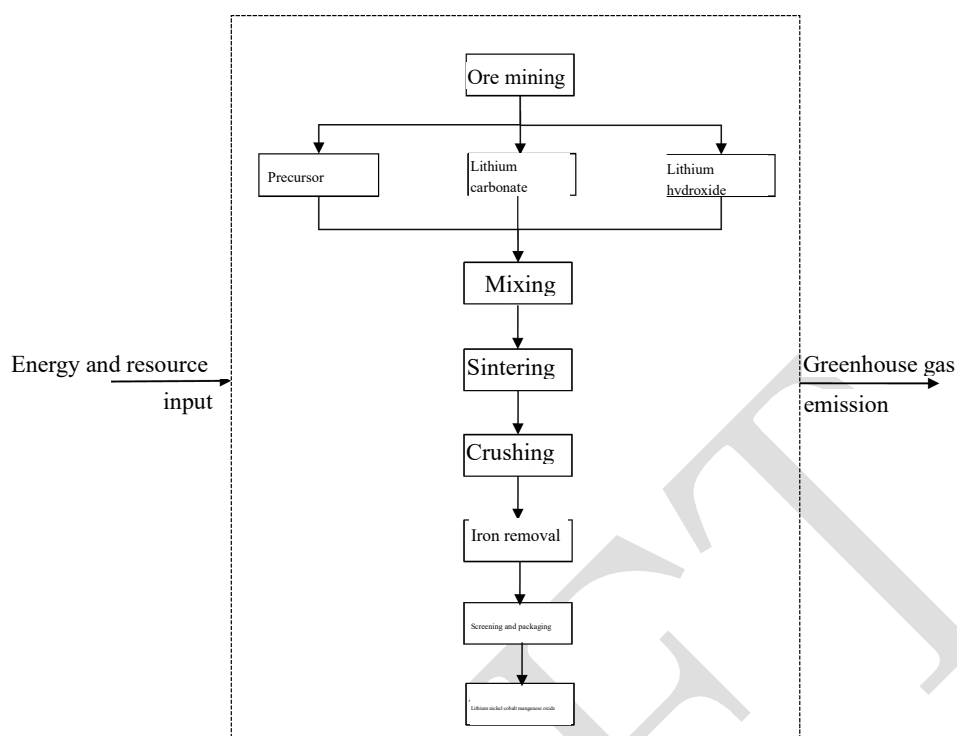 Ore mining
Precursor
Lithium
carbonate
Lithium
hydroxide
Mixing
Energy and resource
input
Sintering
Greenhouse gas
emission
Crushing
Iron removal
Screening and packaging
Lithium nickel cobalt manganese oxide